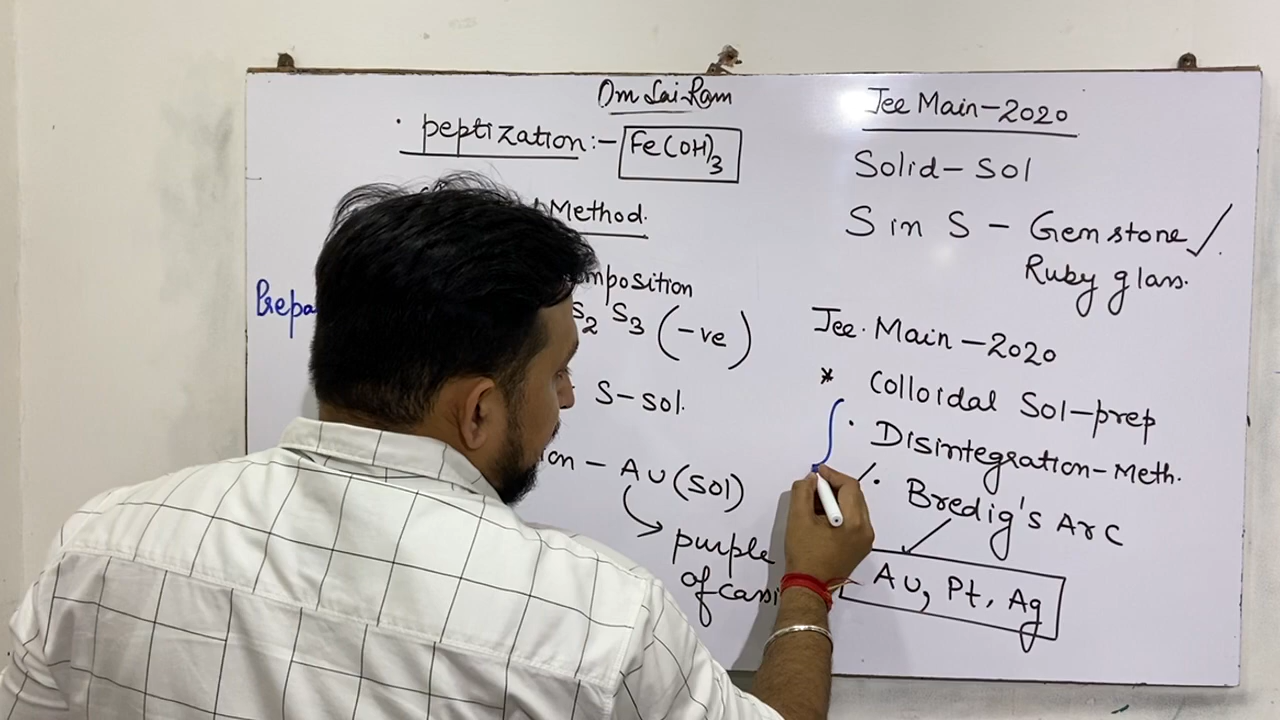 Om Sai Ram
· peptization :- Fe(OH)3
Method.
mposition
Prepa
S2 S3 (-ve)
S-sol.
ion - Au (sol)
purple
of cassi
Jee Main-2020
Solid-Sol
S in S - Gem stone ✓
Ruby glass.
Jee. Main-2020
* Colloidal Sol-prep
· Disintegration-Meth.
· Bredig's Arc
Au, Pt, Ag